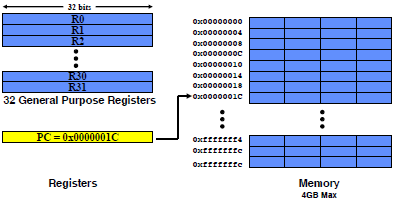 32 bits
R0
R1
R2
R30
R31
32 General Purpose Registers
PC = 0x0000001C
Registers
0x00000000
0x00000004
0x00000008
0x0000000C
0x00000010
0x00000014
0x00000018
0x0000001C
0xfffffff4
0xfffffffc
0xfffffffc
Memory
4GB Max